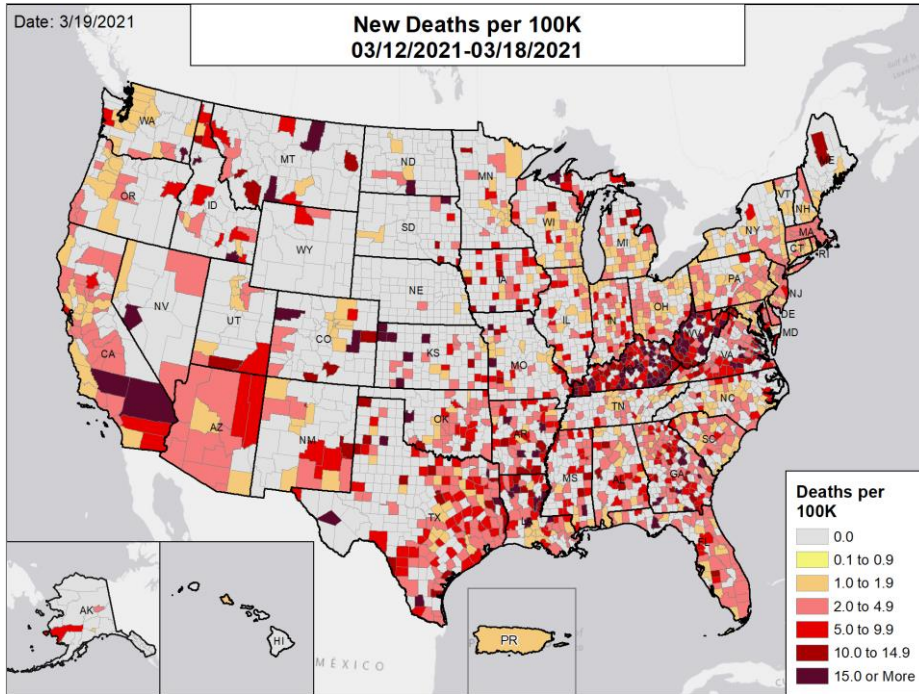 Date: 3/19/2021
New Deaths per 100K
03/12/2021-03/18/2021
WA
MT
ND
MN
ME
OR
ID
WY
SD
WI
MI
VT
NH
NY
MA
CT
RI
NV
UT
CO
NE
IA
IL
IN
OH
PA
NJ
DE
MD
CA
KS
MO
WV
VA
AZ
NM
OK
AR
TN
NC
SC
TX
MS
AL
GA
FL
AK
HI
PR
MÉXICO
Deaths per
100K
0.0
0.1 to 0.9
1.0 to 1.9
2.0 to 4.9
5.0 to 9.9
10.0 to 14.9
15.0 or More